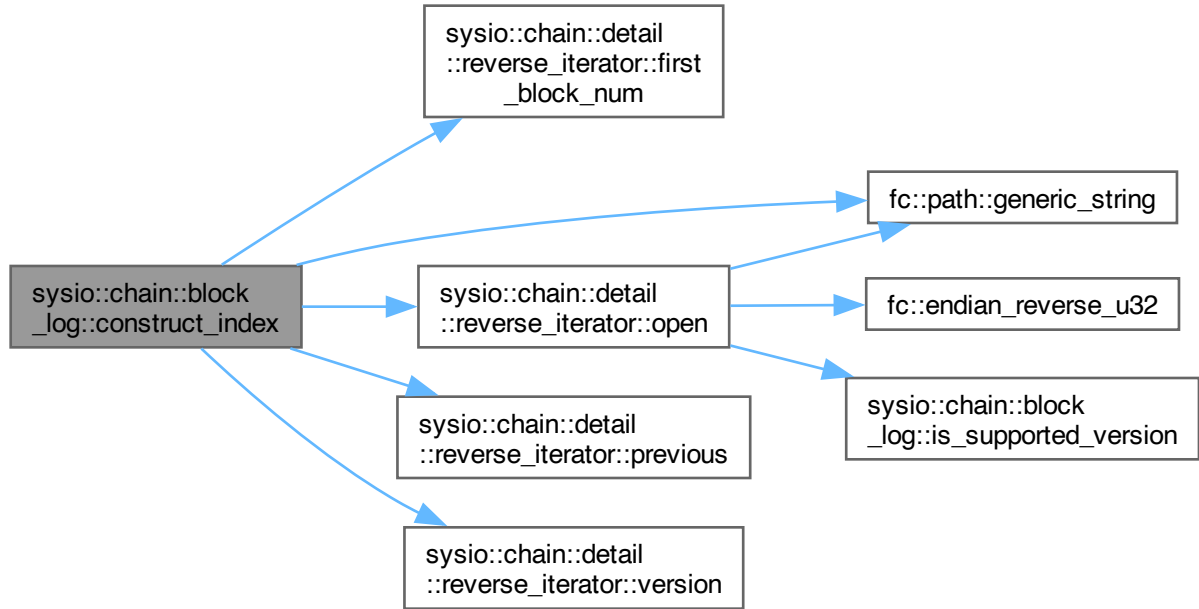 sysio::chain::detail
::reverse_iterator::first
_block_num
fc::path::generic_string
sysio::chain::block
_log::construct_index
sysio::chain::detail
::reverse_iterator::open
fc::endian_reverse_u32
sysio::chain::block
_log::is_supported_version
sysio::chain::detail
::reverse_iterator::previous
sysio::chain::detail
::reverse_iterator::version